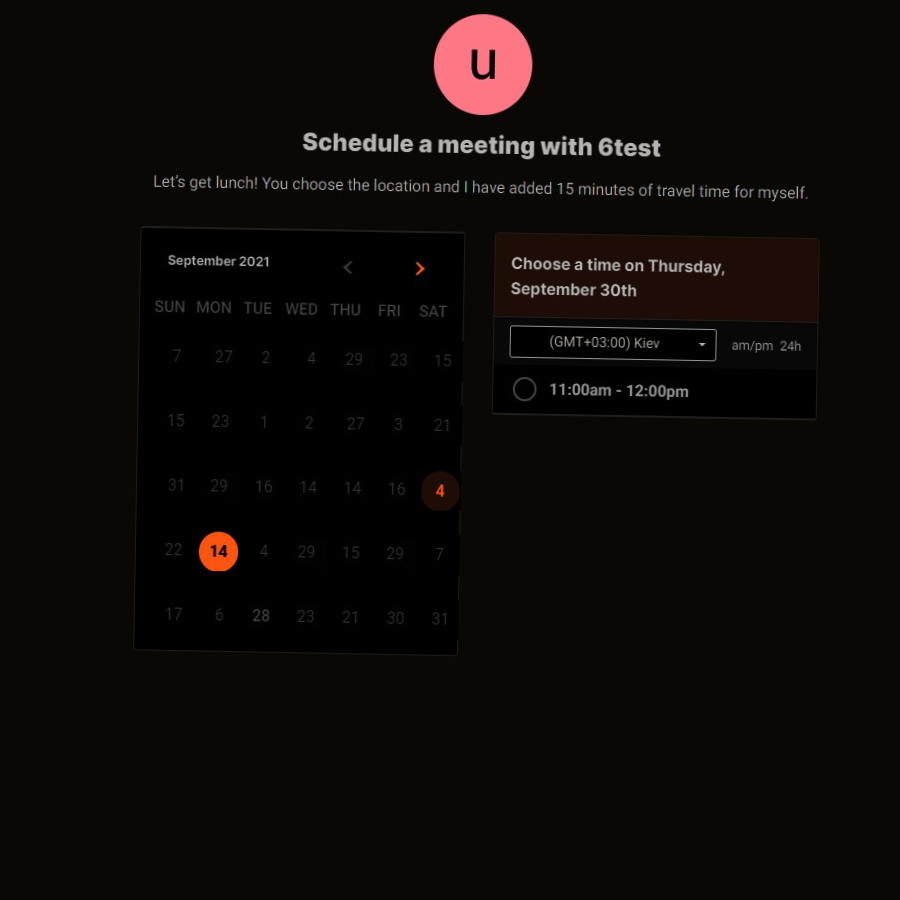 u
Schedule a meeting with 6test
Let's get lunch! You choose the location and I have added 15 minutes of travel time for myself.
September 2021
SUN MON TUE WED THU FRI SAT
7 27 2 4 29 23 15
15 23 1 2 27 3 21
31 29 16 14 14 16 4
22 14 4 29 15 29 7
17 6 28 23 21 30 31
Choose a time on Thursday,
September 30th
(GMT+03:00) Kiev am/pm 24h
11:00am - 12:00pm